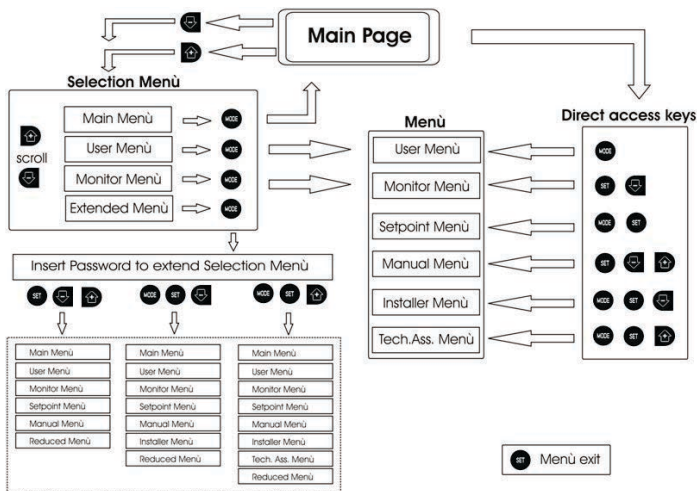 Main Page
Selection Menù
scroll
Main Menù MODE
User Menù MODE
Monitor Menù MODE
Extended Menù MODE
Insert Password to extend Selection Menù
SET
MODE SET
MODE SET
Main Menù
User Menù
Monitor Menù
Setpoint Menù
Manual Menù
Reduced Menù
Main Menù
User Menù
Monitor Menù
Setpoint Menù
Manual Menù
Installer Menù
Reduced Menù
Main Menù
User Menù
Monitor Menù
Setpoint Menù
Manual Menù
Installer Menù
Tech. Ass. Menù
Reduced Menù
Menù
User Menù
Monitor Menù
Setpoint Menù
Manual Menù
Installer Menù
Tech.Ass. Menù
Direct access keys
MODE
SET
MODE SET
SET
MODE SET
MODE SET
SET Menù exit